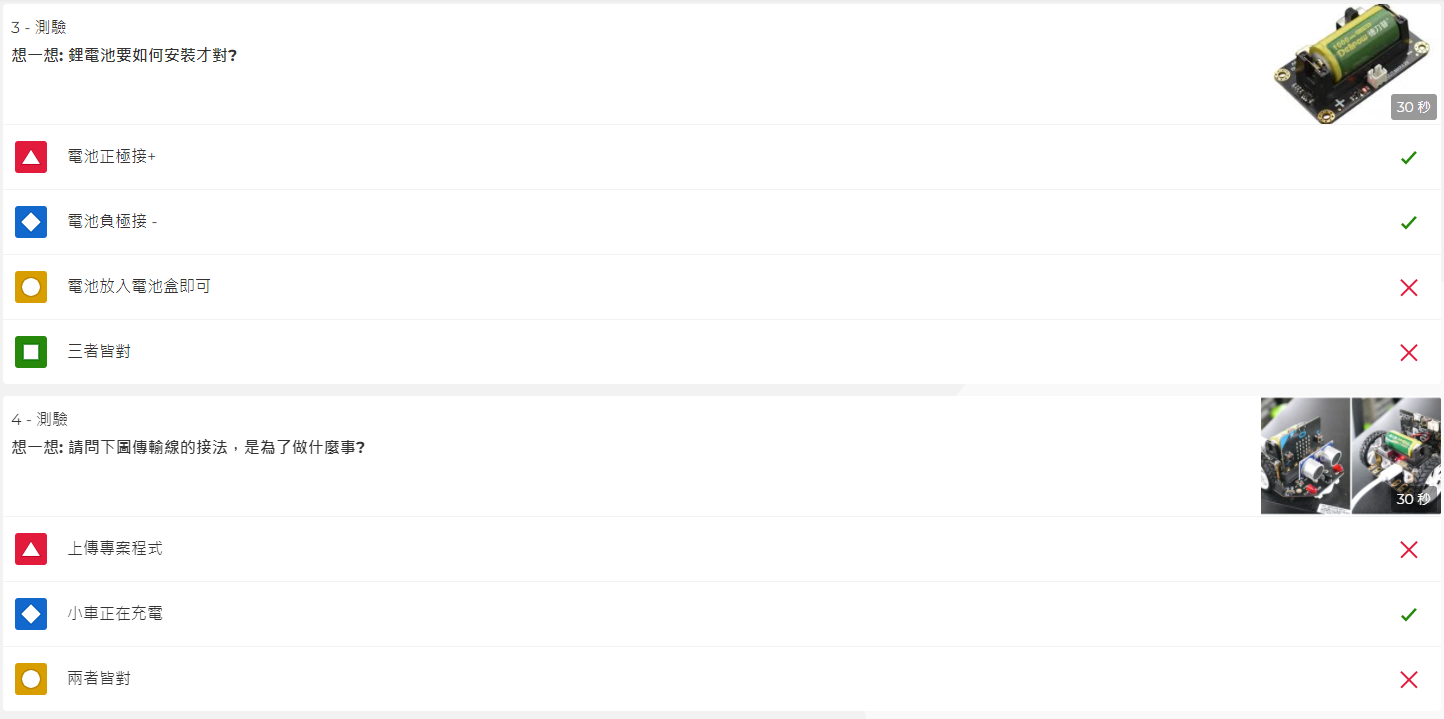 3 - 測驗
想一想: 鋰電池要如何安裝才對?
30 秒
電池正極接+
電池負極接 -
電池放入電池盒即可
三者皆對
4 - 測驗
想一想: 請問下圖傳輸線的接法，是為了做什麼事?
30 秒
上傳專案程式
小車正在充電
兩者皆對